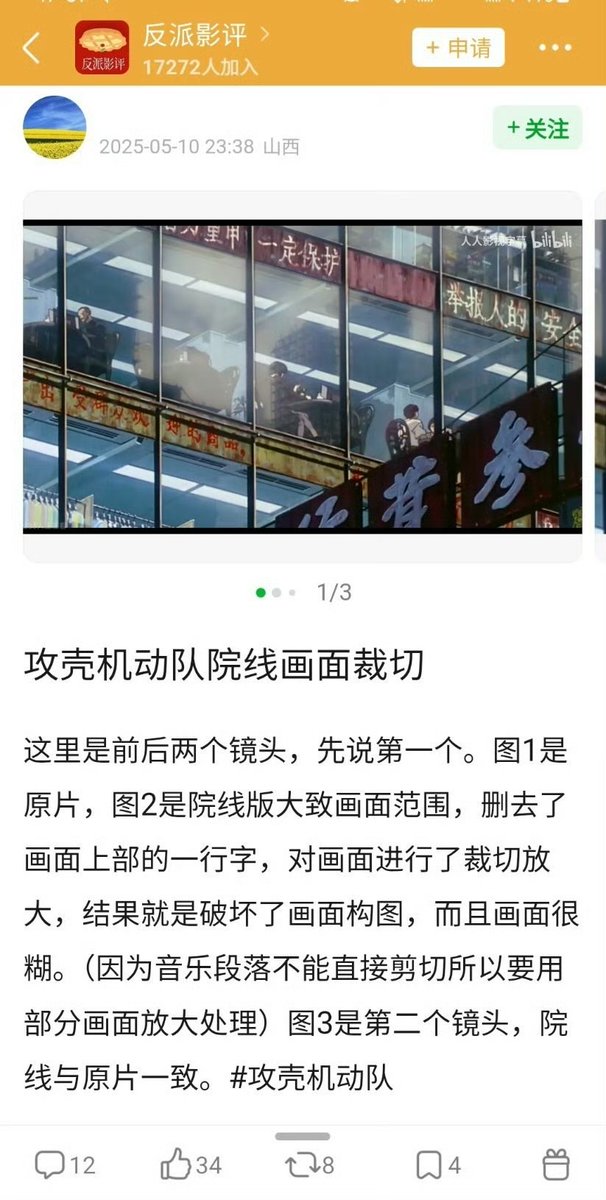 反派影评
反派影评 >
17272人加入
+ 申请
2025-05-10 23:38 山西
+关注
人人影视字幕 bilibili
一定保护
举报人的安全
参茸
1/3
攻壳机动队院线画面裁切
这里是前后两个镜头，先说第一个。图1是
原片，图2是院线版大致画面范围，删去了
画面上部的一行字，对画面进行了裁切放
大，结果就是破坏了画面构图，而且画面很
糊。（因为音乐段落不能直接剪切所以要用
部分画面放大处理）图3是第二个镜头，院
线与原片一致。#攻壳机动队
12
34
8
4